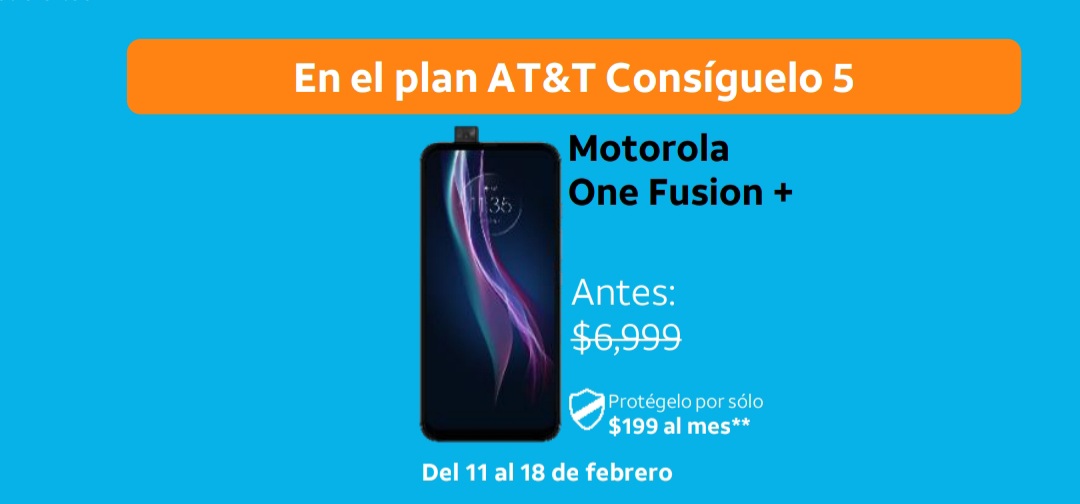 En el plan AT&T Consíguelo 5
Motorola
One Fusion +
11:35
Antes:
$6,999
Protégelo por sólo
$199 al mes**
Del 11 al 18 de febrero